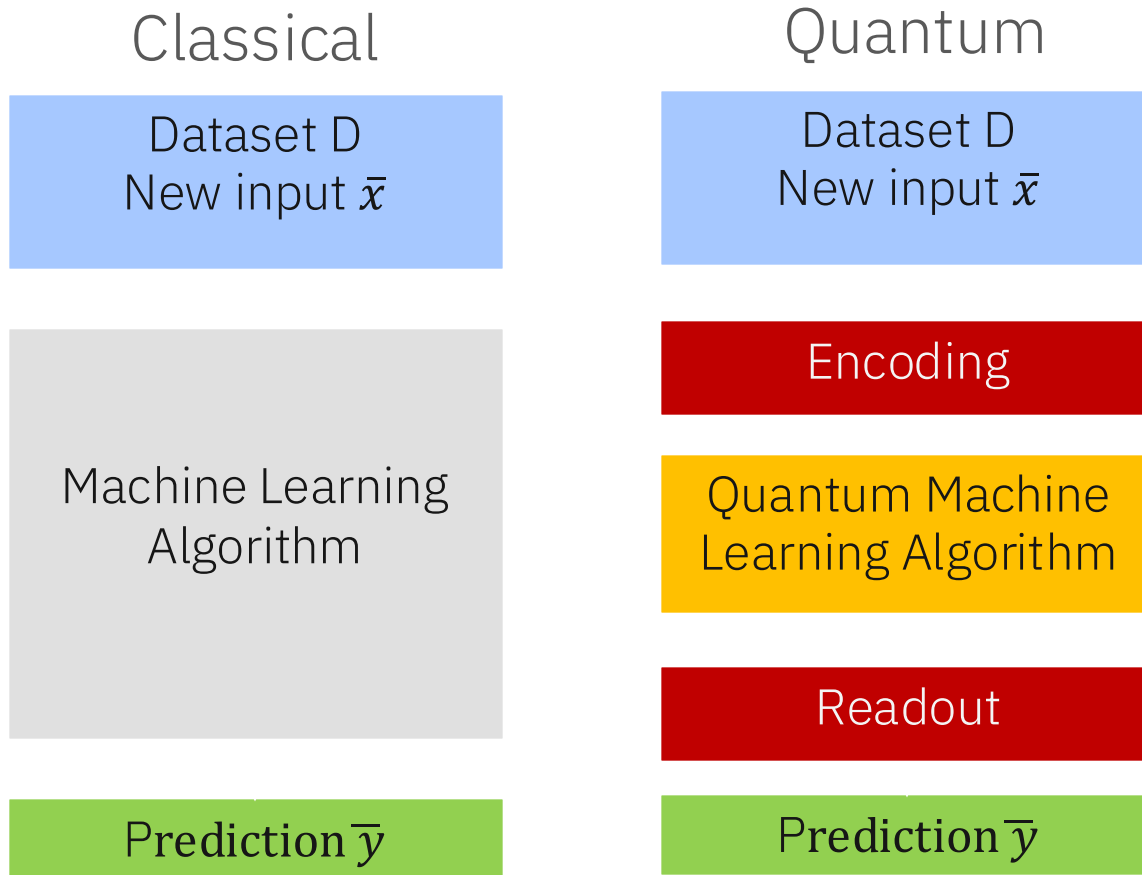 Classical
Dataset D
New input x̄
Machine Learning
Algorithm
Prediction y̅
Quantum
Dataset D
New input x̄
Encoding
Quantum Machine
Learning Algorithm
Readout
Prediction y̅